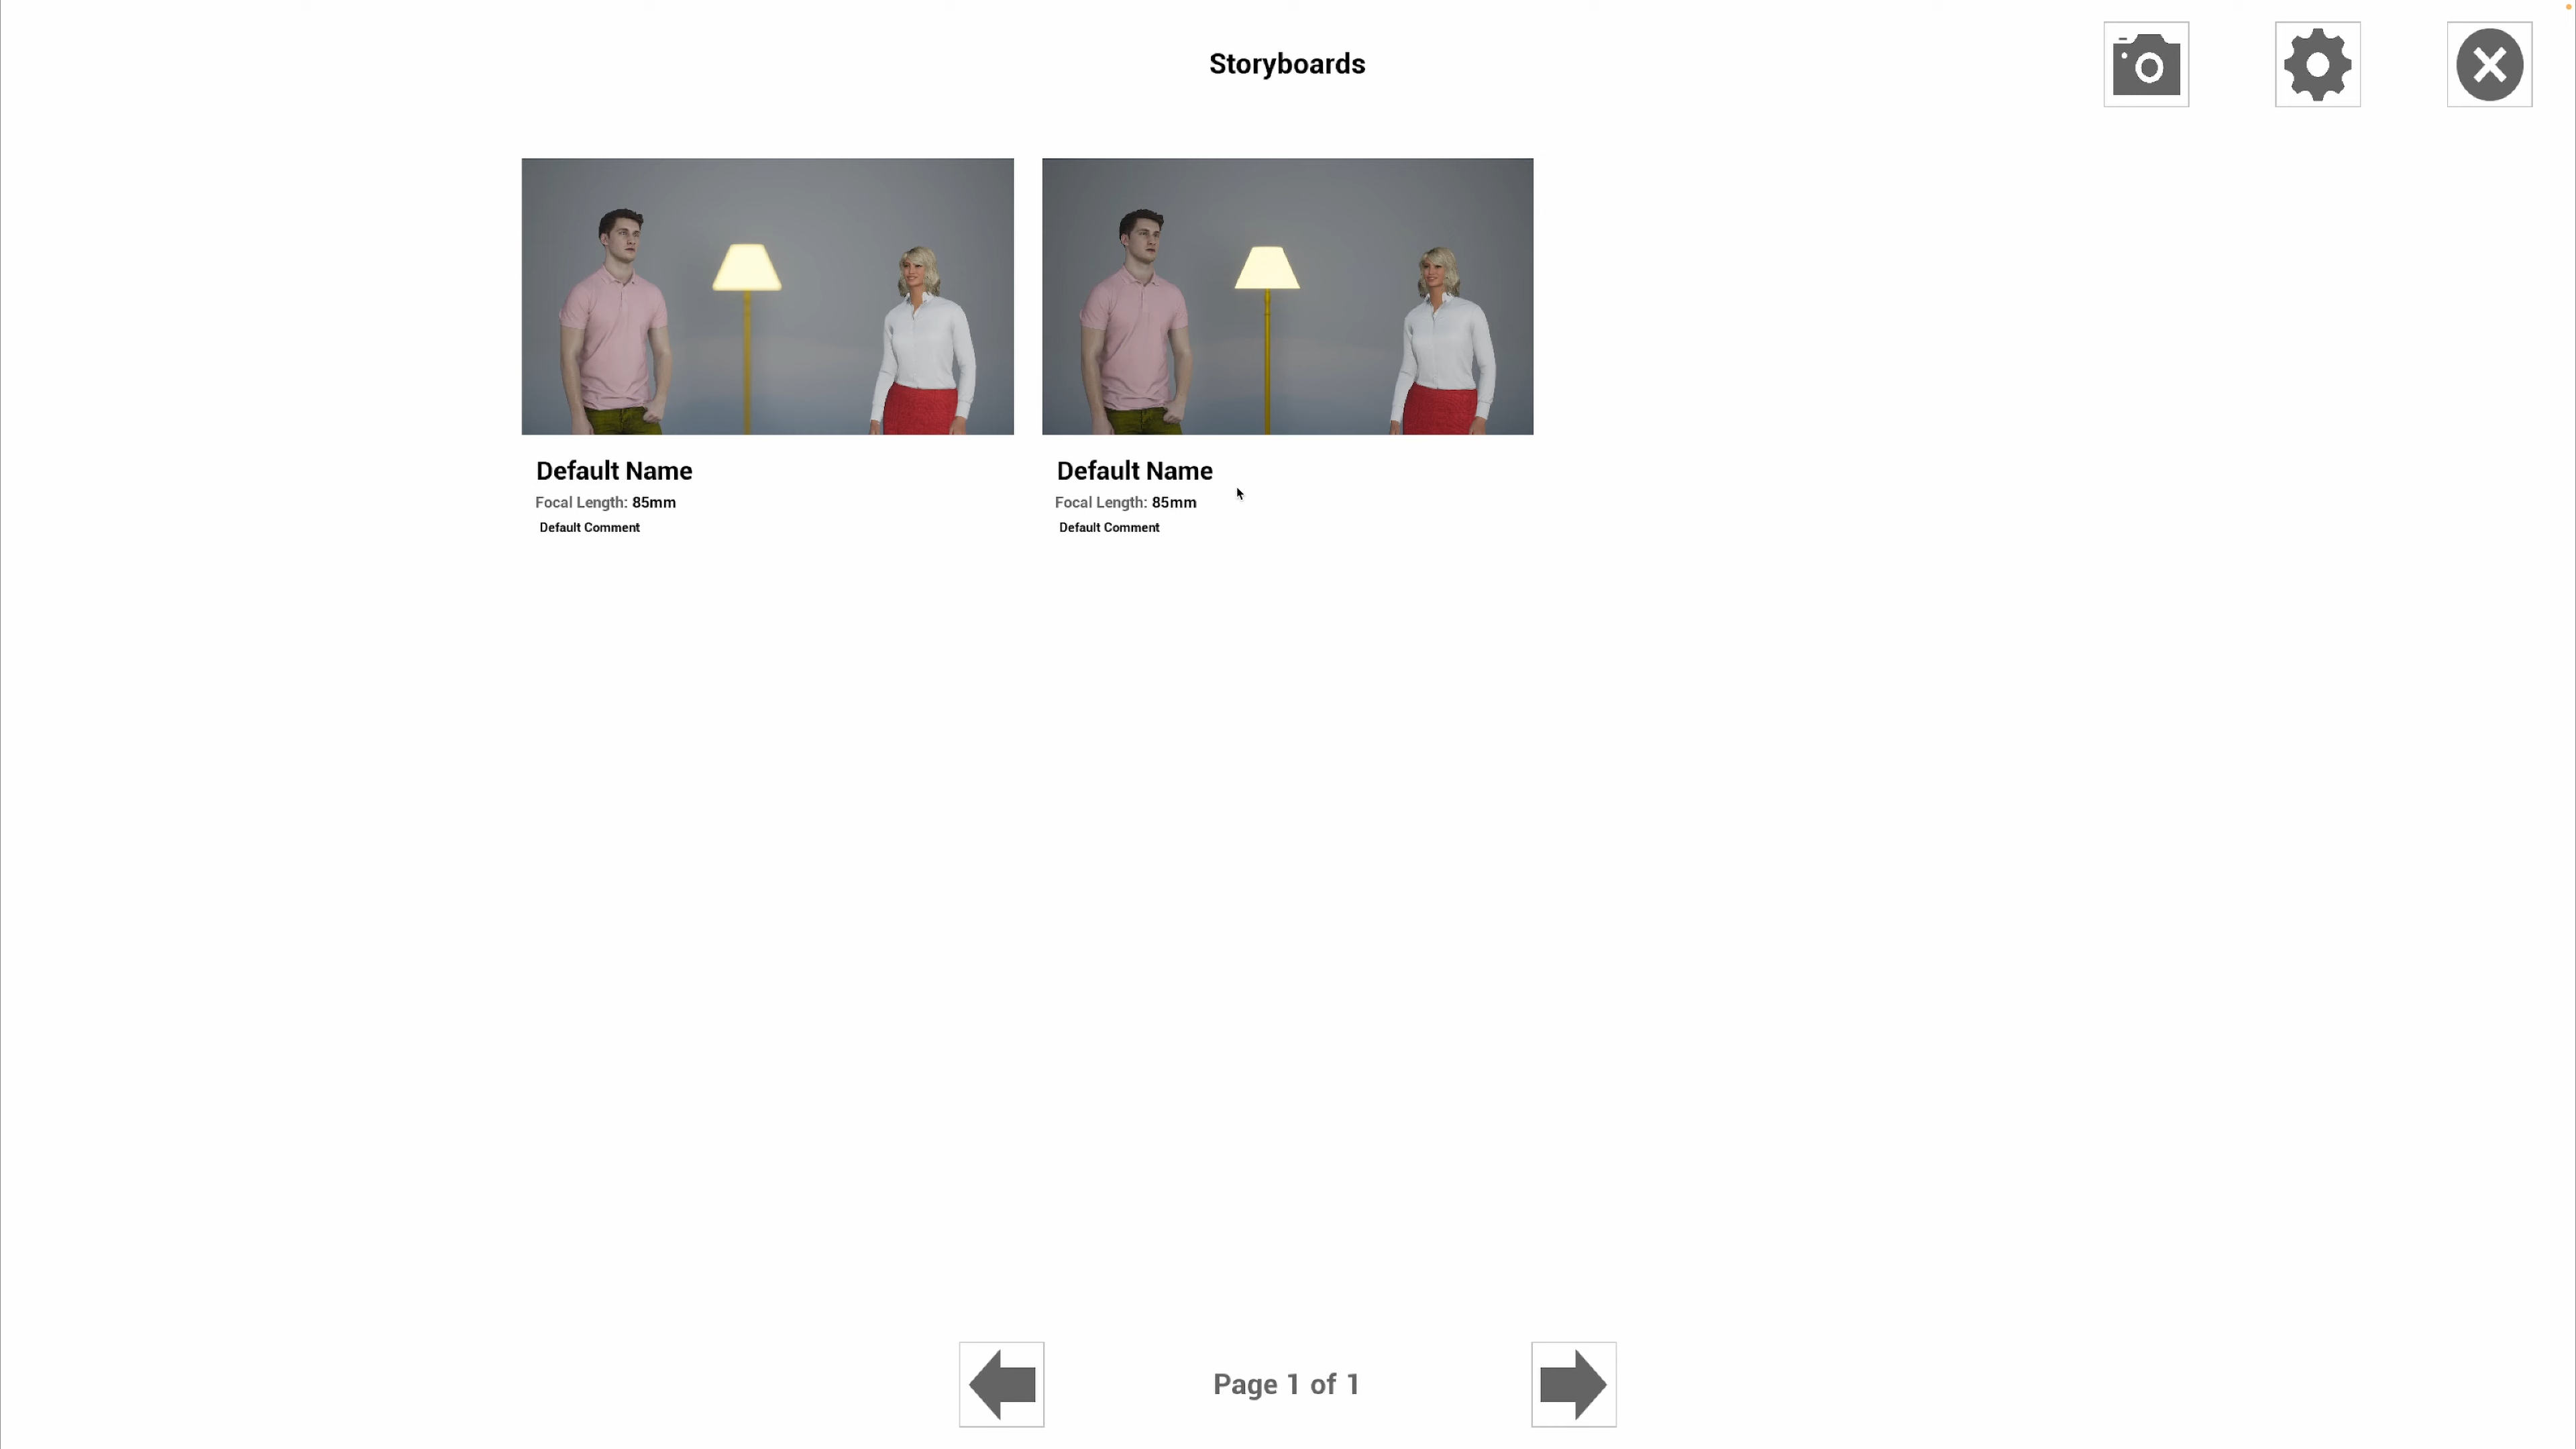 Storyboards
Default Name
Focal Length: 85mm
Default Comment
Default Name
Focal Length: 85mm
Default Comment
Page 1 of 1